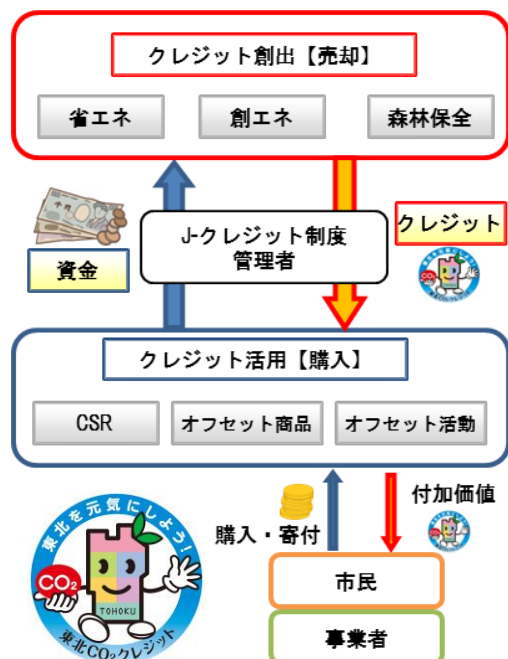 クレジット創出【売却】
省エネ
創エネ
森林保全
J-クレジット制度
管理者
クレジット
資金
クレジット活用【購入】
CSR
オフセット商品
オフセット活動
購入・寄付
付加価値
東北を元気にしよう!
CO2
TOHOKU
東北CO2クレジット
市民
事業者